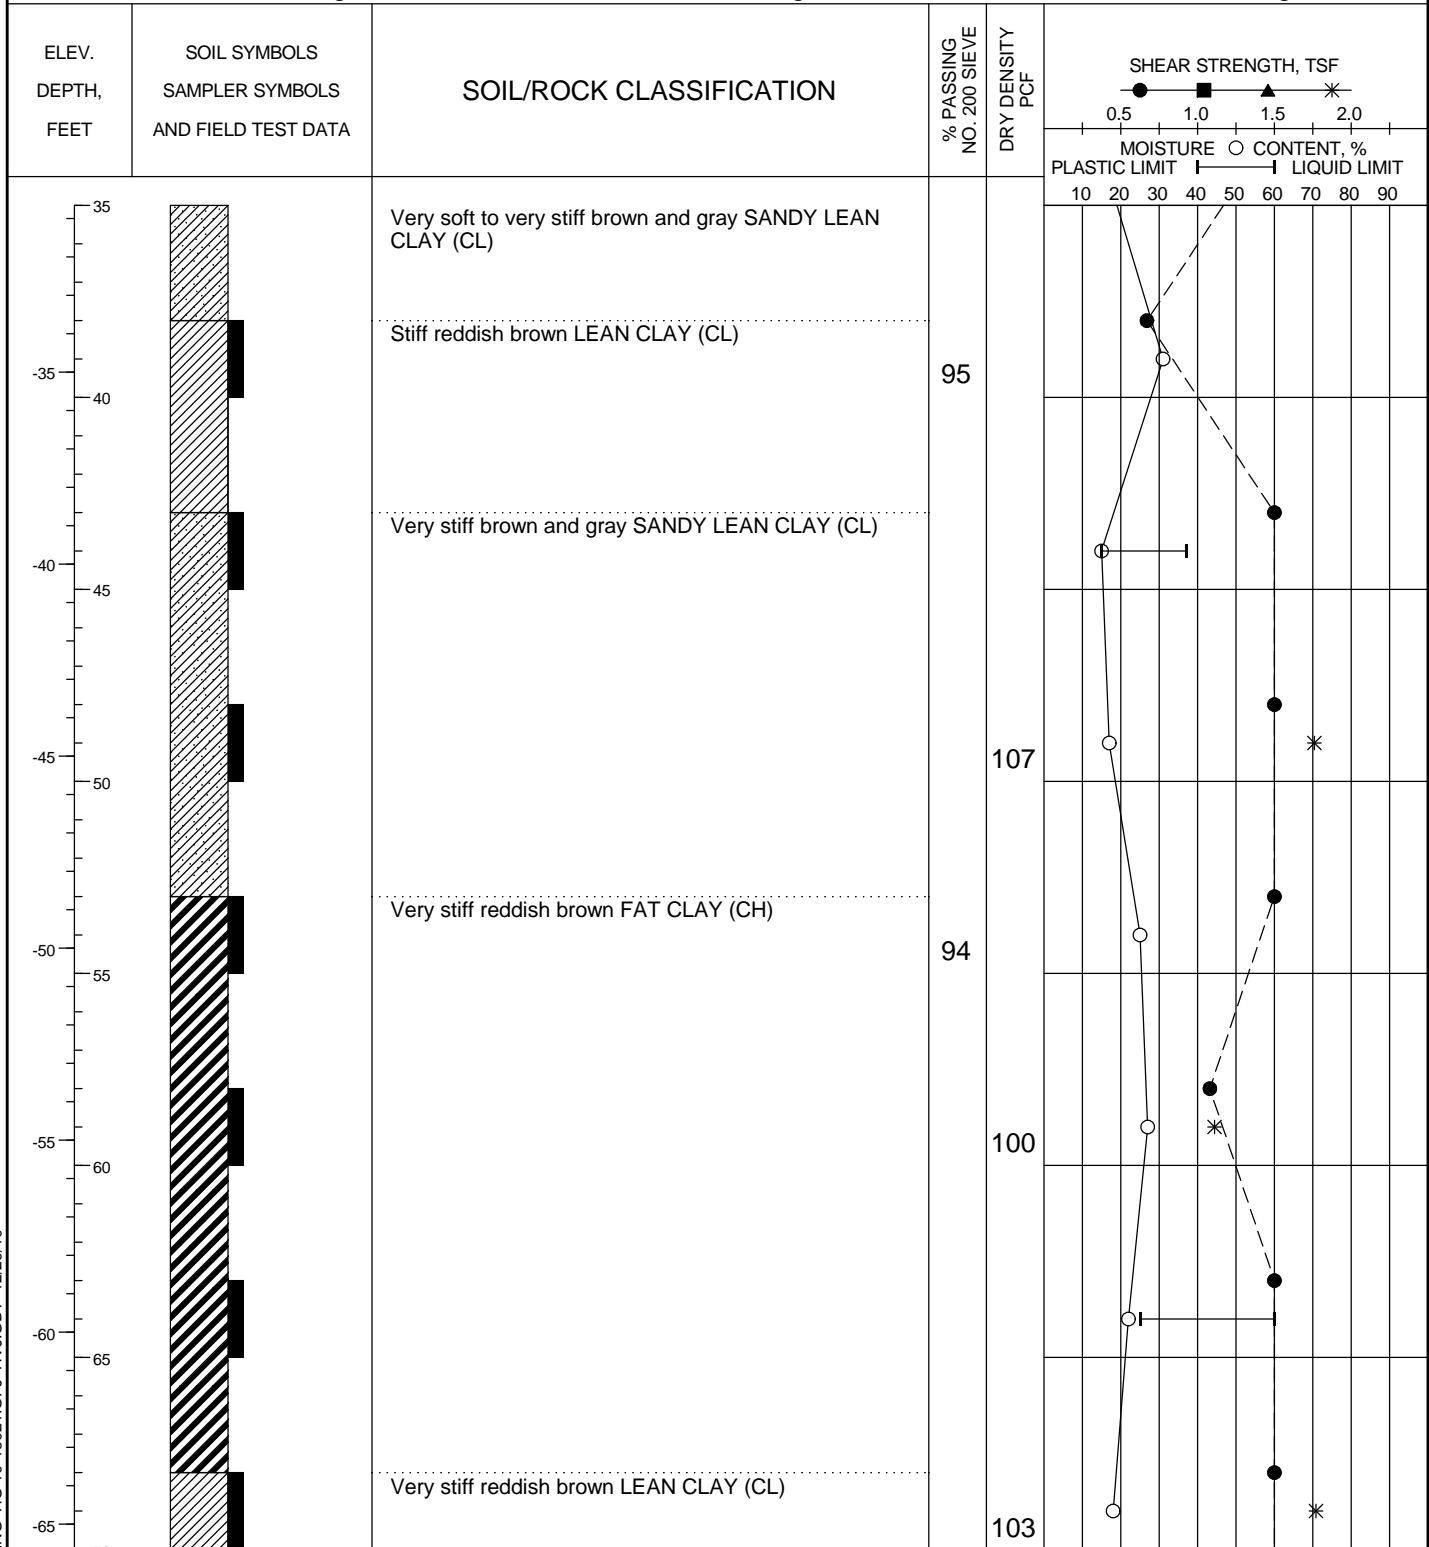 ELEV.
DEPTH,
FEET
SOIL SYMBOLS
SAMPLER SYMBOLS
AND FIELD TEST DATA
SOIL/ROCK CLASSIFICATION
% PASSING
NO. 200 SIEVE
DRY DENSITY
PCF
SHEAR STRENGTH, TSF
0.5 1.0 1.5 2.0
MOISTURE CONTENT, %
PLASTIC LIMIT LIQUID LIMIT
10 20 30 40 50 60 70 80 90
35
Very soft to very stiff brown and gray SANDY LEAN
CLAY (CL)
Stiff reddish brown LEAN CLAY (CL)
-35
95
40
Very stiff brown and gray SANDY LEAN CLAY (CL)
-40
45
-45
107
50
Very stiff reddish brown FAT CLAY (CH)
-50
94
55
-55
100
60
-60
65
Very stiff reddish brown LEAN CLAY (CL)
-65
103